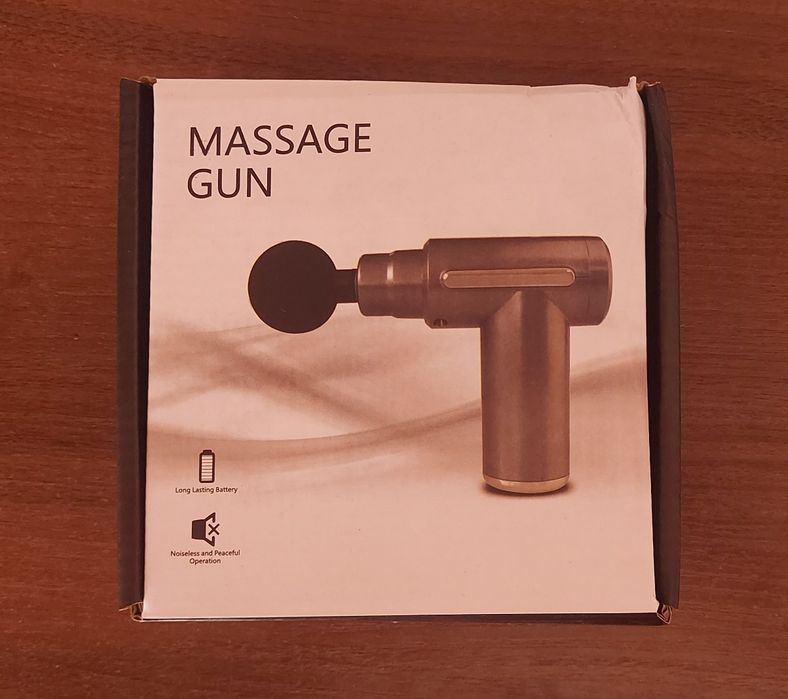 MASSAGE
GUN
Long Lasting Battery
Noiseless and Peaceful
Operation